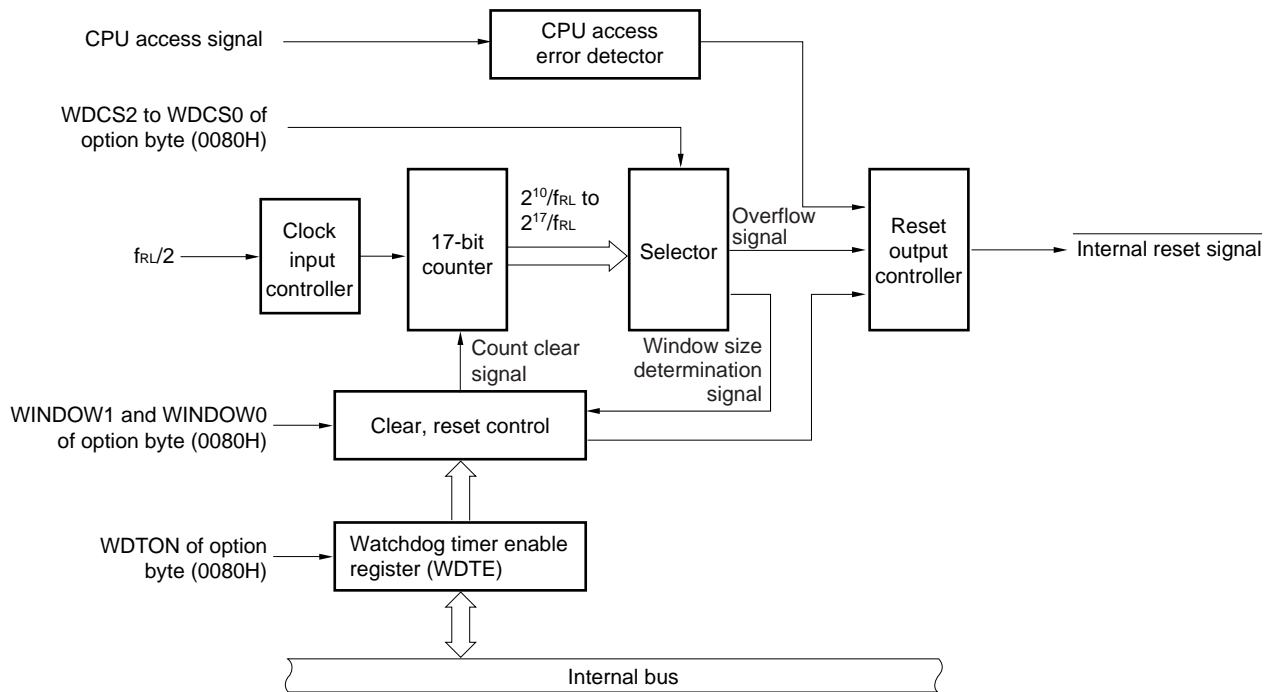 CPU access signal
CPU access
error detector
WDCS2 to WDCS0 of
option byte (0080H)
fRL/2
Clock
input
controller
17-bit
counter
2¹⁰/fRL to
2¹⁷/fRL
Selector
Overflow
signal
Reset
output
controller
Internal reset signal
Count clear
signal
Window size
determination
signal
WINDOW1 and WINDOW0
of option byte (0080H)
Clear, reset control
WDTON of option
byte (0080H)
Watchdog timer enable
register (WDTE)
Internal bus